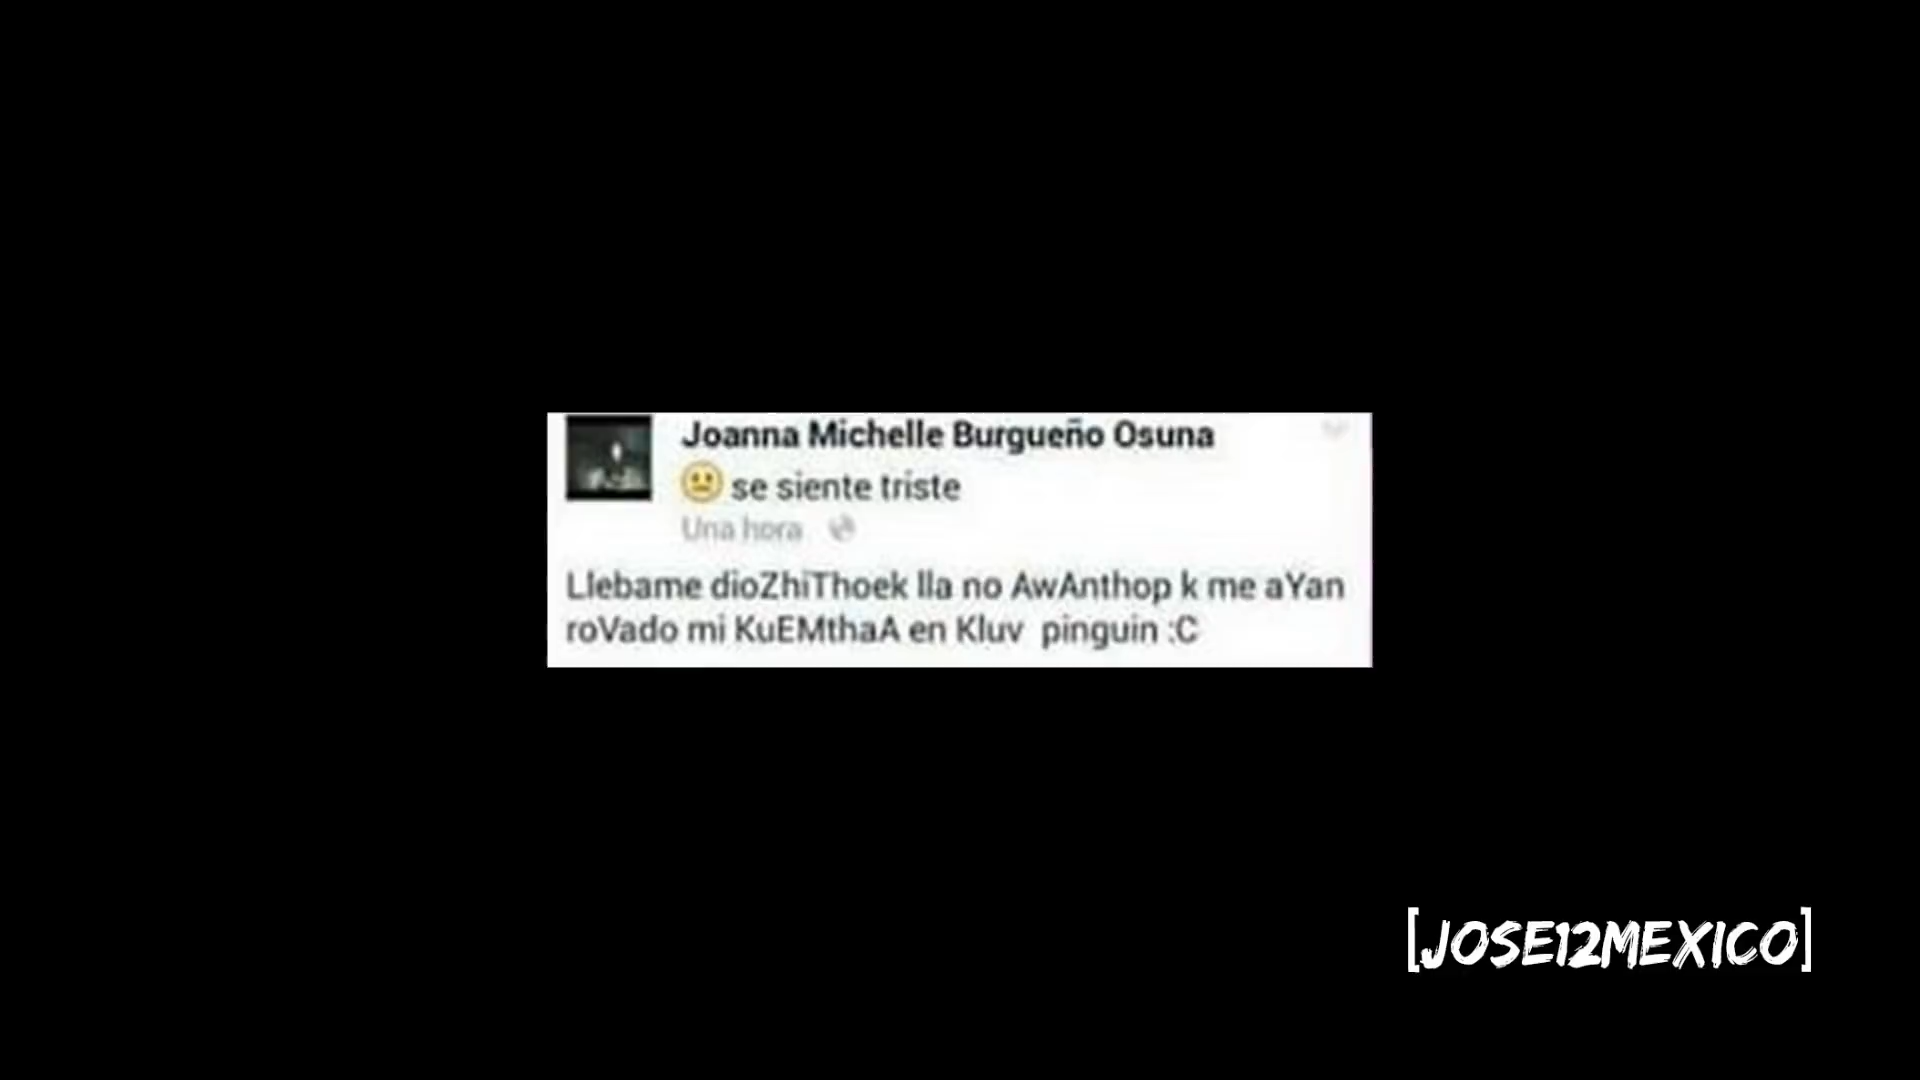 Joanna Michelle Burgueño Osuna
se siente triste
Una hora
Llebame dioZhiThoek lla no AwAnthop k me aYan
roVado mi KuEMthaA en Kluv pinguin :C
[JOSE12MEXICO]